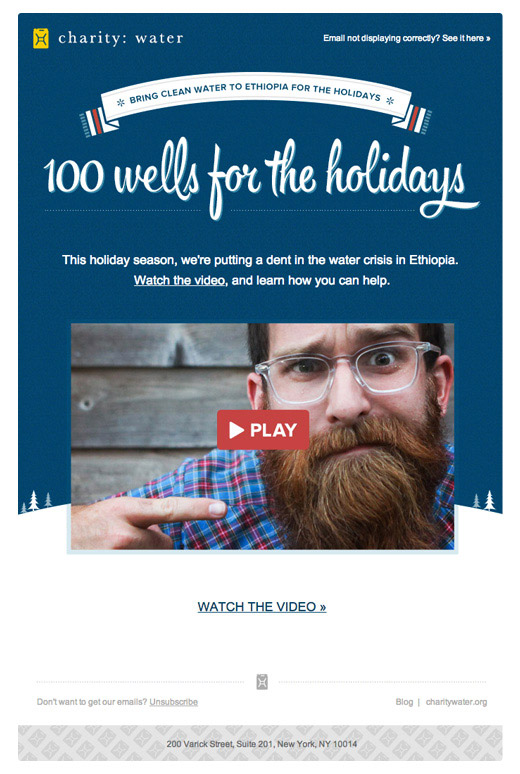 charity: water
Email not displaying correctly? See it here »
BRING CLEAN WATER TO ETHIOPIA FOR THE HOLIDAYS
100 wells for the holidays
This holiday season, we're putting a dent in the water crisis in Ethiopia.
Watch the video, and learn how you can help.
PLAY
WATCH THE VIDEO »
Don't want to get our emails? Unsubscribe
Blog | charitywater.org
200 Varick Street, Suite 201, New York, NY 10014